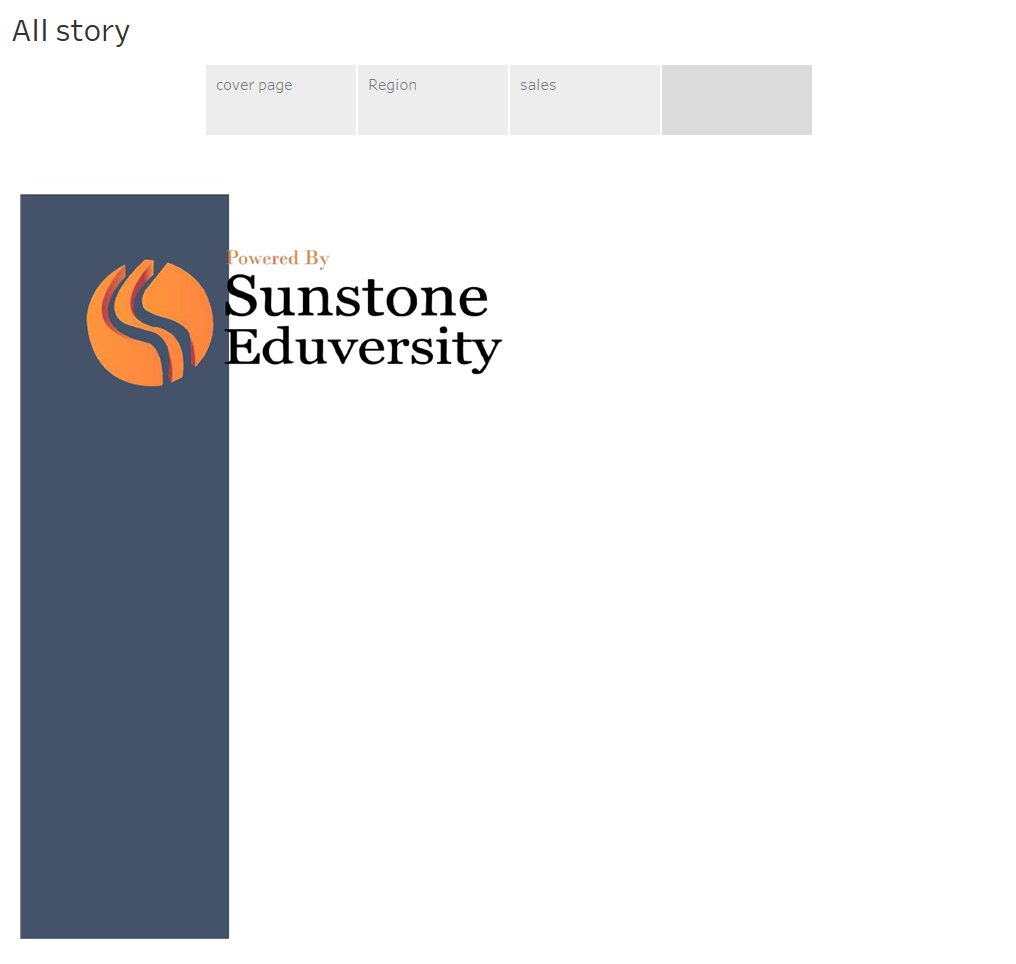 All story
cover page
Region
sales
Powered By
Sunstone
Eduversity